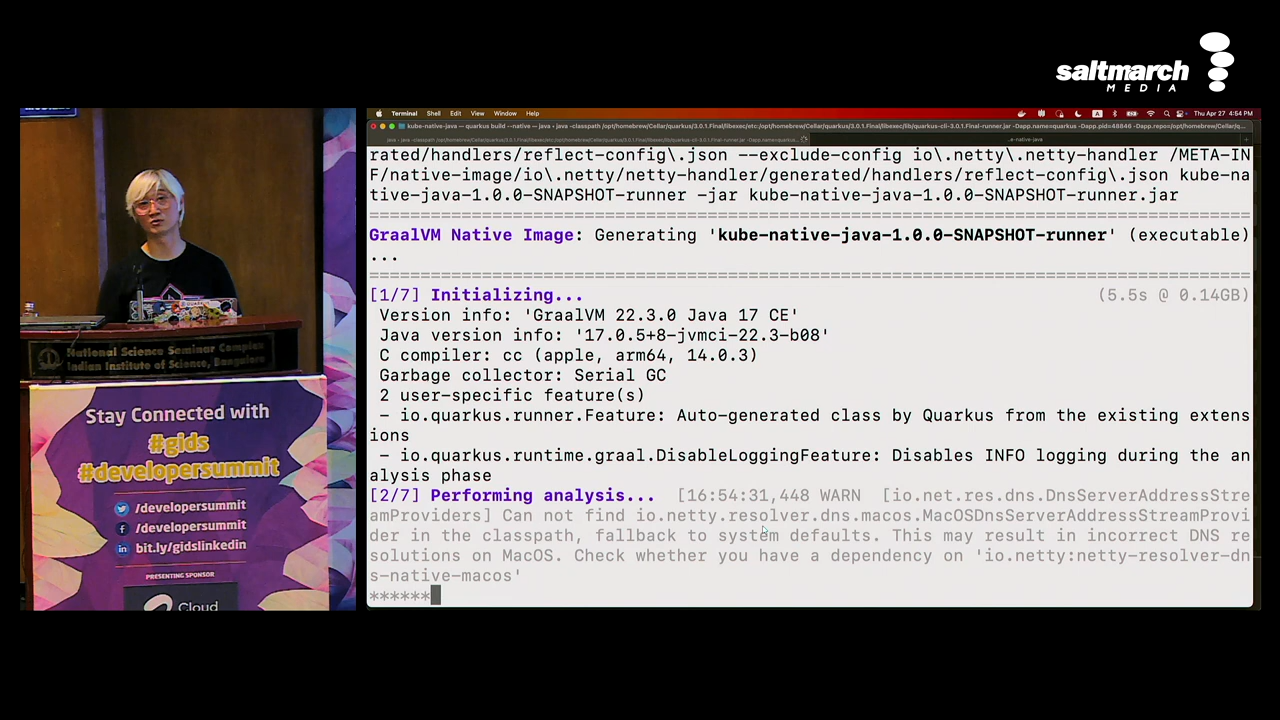 saltmarch
MEDIA
Terminal Shell Edit View Window Help
Thu Apr 27 4:54 PM
rated/handlers/reflect-config\.json --exclude-config io\.netty\.netty-handler /META-IN
F/native-image/io\.netty/netty-handler/generated/handlers/reflect-config\.json kube-na
tive-java-1.0.0-SNAPSHOT-runner -jar kube-native-java-1.0.0-SNAPSHOT-runner.jar
GraalVM Native Image: Generating 'kube-native-java-1.0.0-SNAPSHOT-runner' (executable)
...
[1/7] Initializing... (5.5s @ 0.14GB)
Version info: 'GraalVM 22.3.0 Java 17 CE'
Java version info: '17.0.5+8-jvmci-22.3-b08'
C compiler: cc (apple, arm64, 14.0.3)
Garbage collector: Serial GC
2 user-specific feature(s)
- io.quarkus.runner.Feature: Auto-generated class by Quarkus from the existing extens
ions
- io.quarkus.runtime.graal.DisableLoggingFeature: Disables INFO logging during the an
alysis phase
[2/7] Performing analysis... [16:54:31,448 WARN [io.net.res.dns.DnsServerAddressStre
amProviders] Can not find io.netty.resolver.dns.macos.MacOSDnsServerAddressStreamProvi
der in the classpath, fallback to system defaults. This may result in incorrect DNS re
solutions on MacOS. Check whether you have a dependency on 'io.netty:netty-resolver-dn
s-native-macos'
******
National Science Seminar Complex
Indian Institute of Science, Bangalore
Stay Connected with
#gids
#developersummit
/developersummit
/developersummit
bit.ly/gidslinkedin
PRESENTING SPONSOR
Cloud